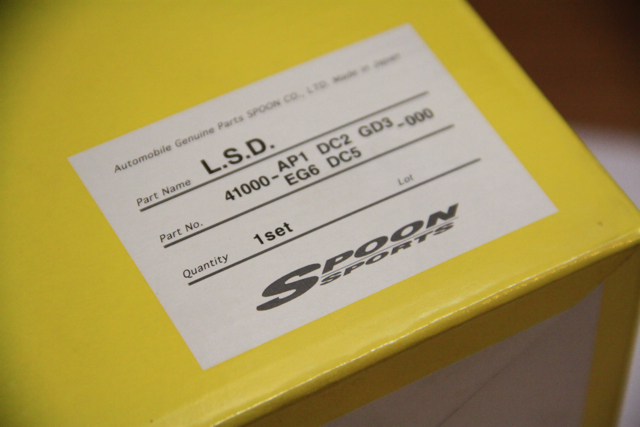 Automobile Genuine Parts SPOON CO., LTD. Made in Japan
Part Name L.S.D.
Part No. 41000-AP1 DC2 GD3 -000
EG6 DC5
Quantity 1set Lot
SPOON
SPORTS